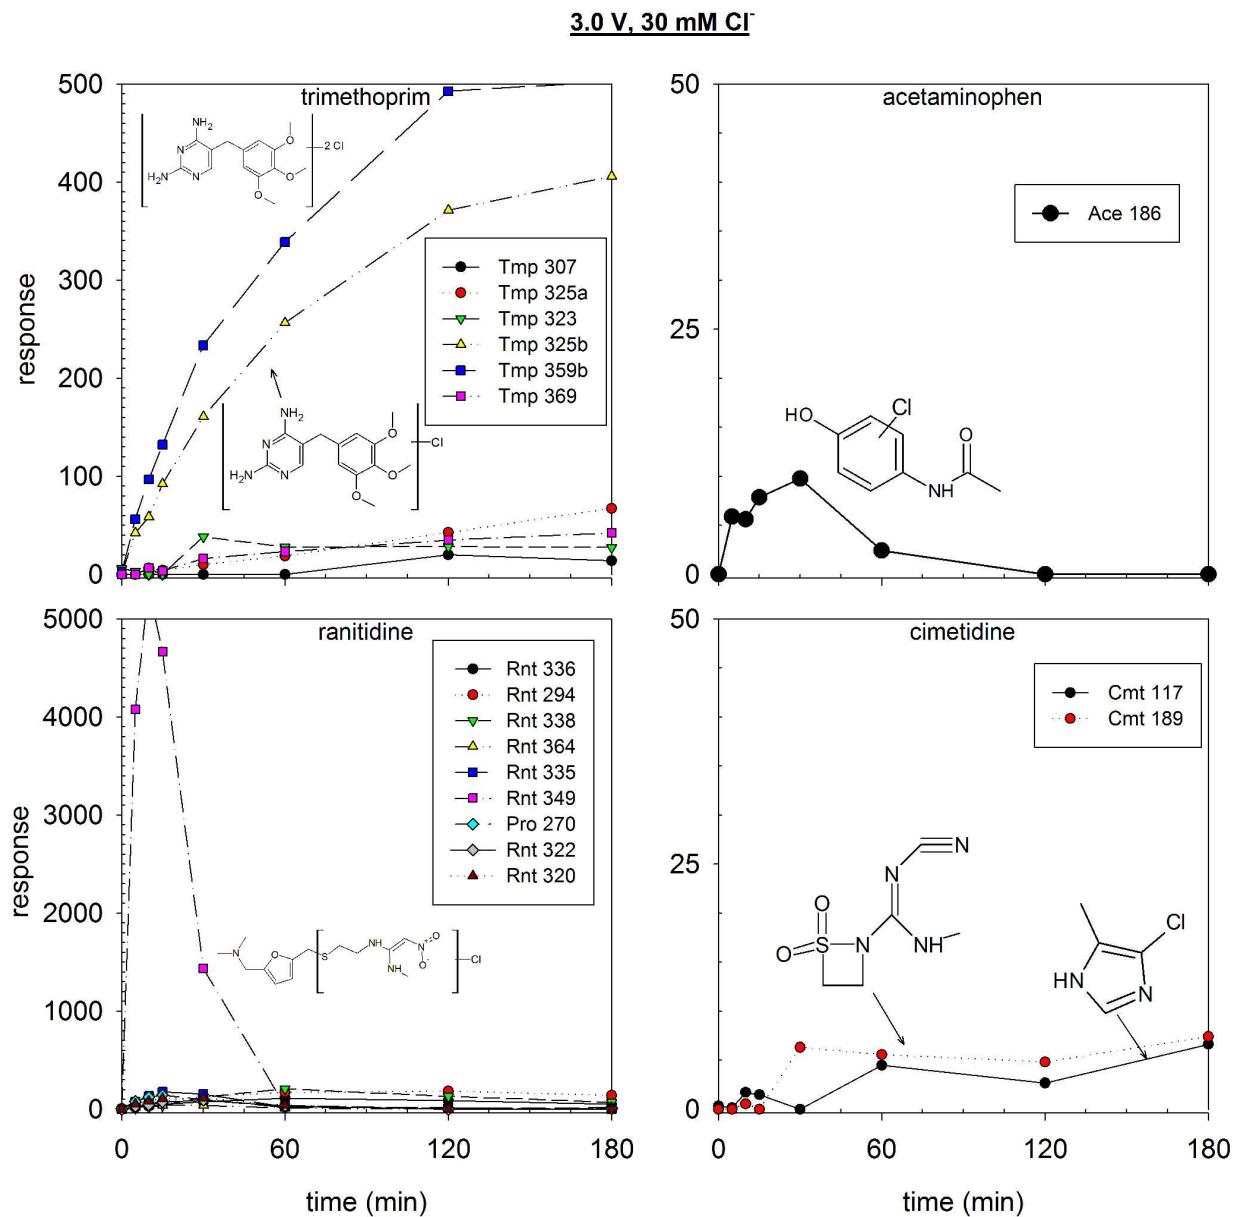 3.0 V, 30 mM Cl⁻
500
400
300
200
100
0
response
trimethoprim
NH₂
N
N
H₂N
O
O
O
2 Cl
Tmp 307
Tmp 325a
Tmp 323
Tmp 325b
Tmp 359b
Tmp 369
NH₂
N
N
H₂N
O
O
O
Cl
50
25
0
acetaminophen
Ace 186
HO
Cl
O
NH
5000
4000
3000
2000
1000
0
response
ranitidine
Rnt 336
Rnt 294
Rnt 338
Rnt 364
Rnt 335
Rnt 349
Pro 270
Rnt 322
Rnt 320
N
O
S
NH
NH
N⁺
O
O⁻
Cl
0
60
120
180
time (min)
50
25
0
cimetidine
Cmt 117
Cmt 189
N
N
O
O
S
N
NH
Cl
HN
N
0
60
120
180
time (min)